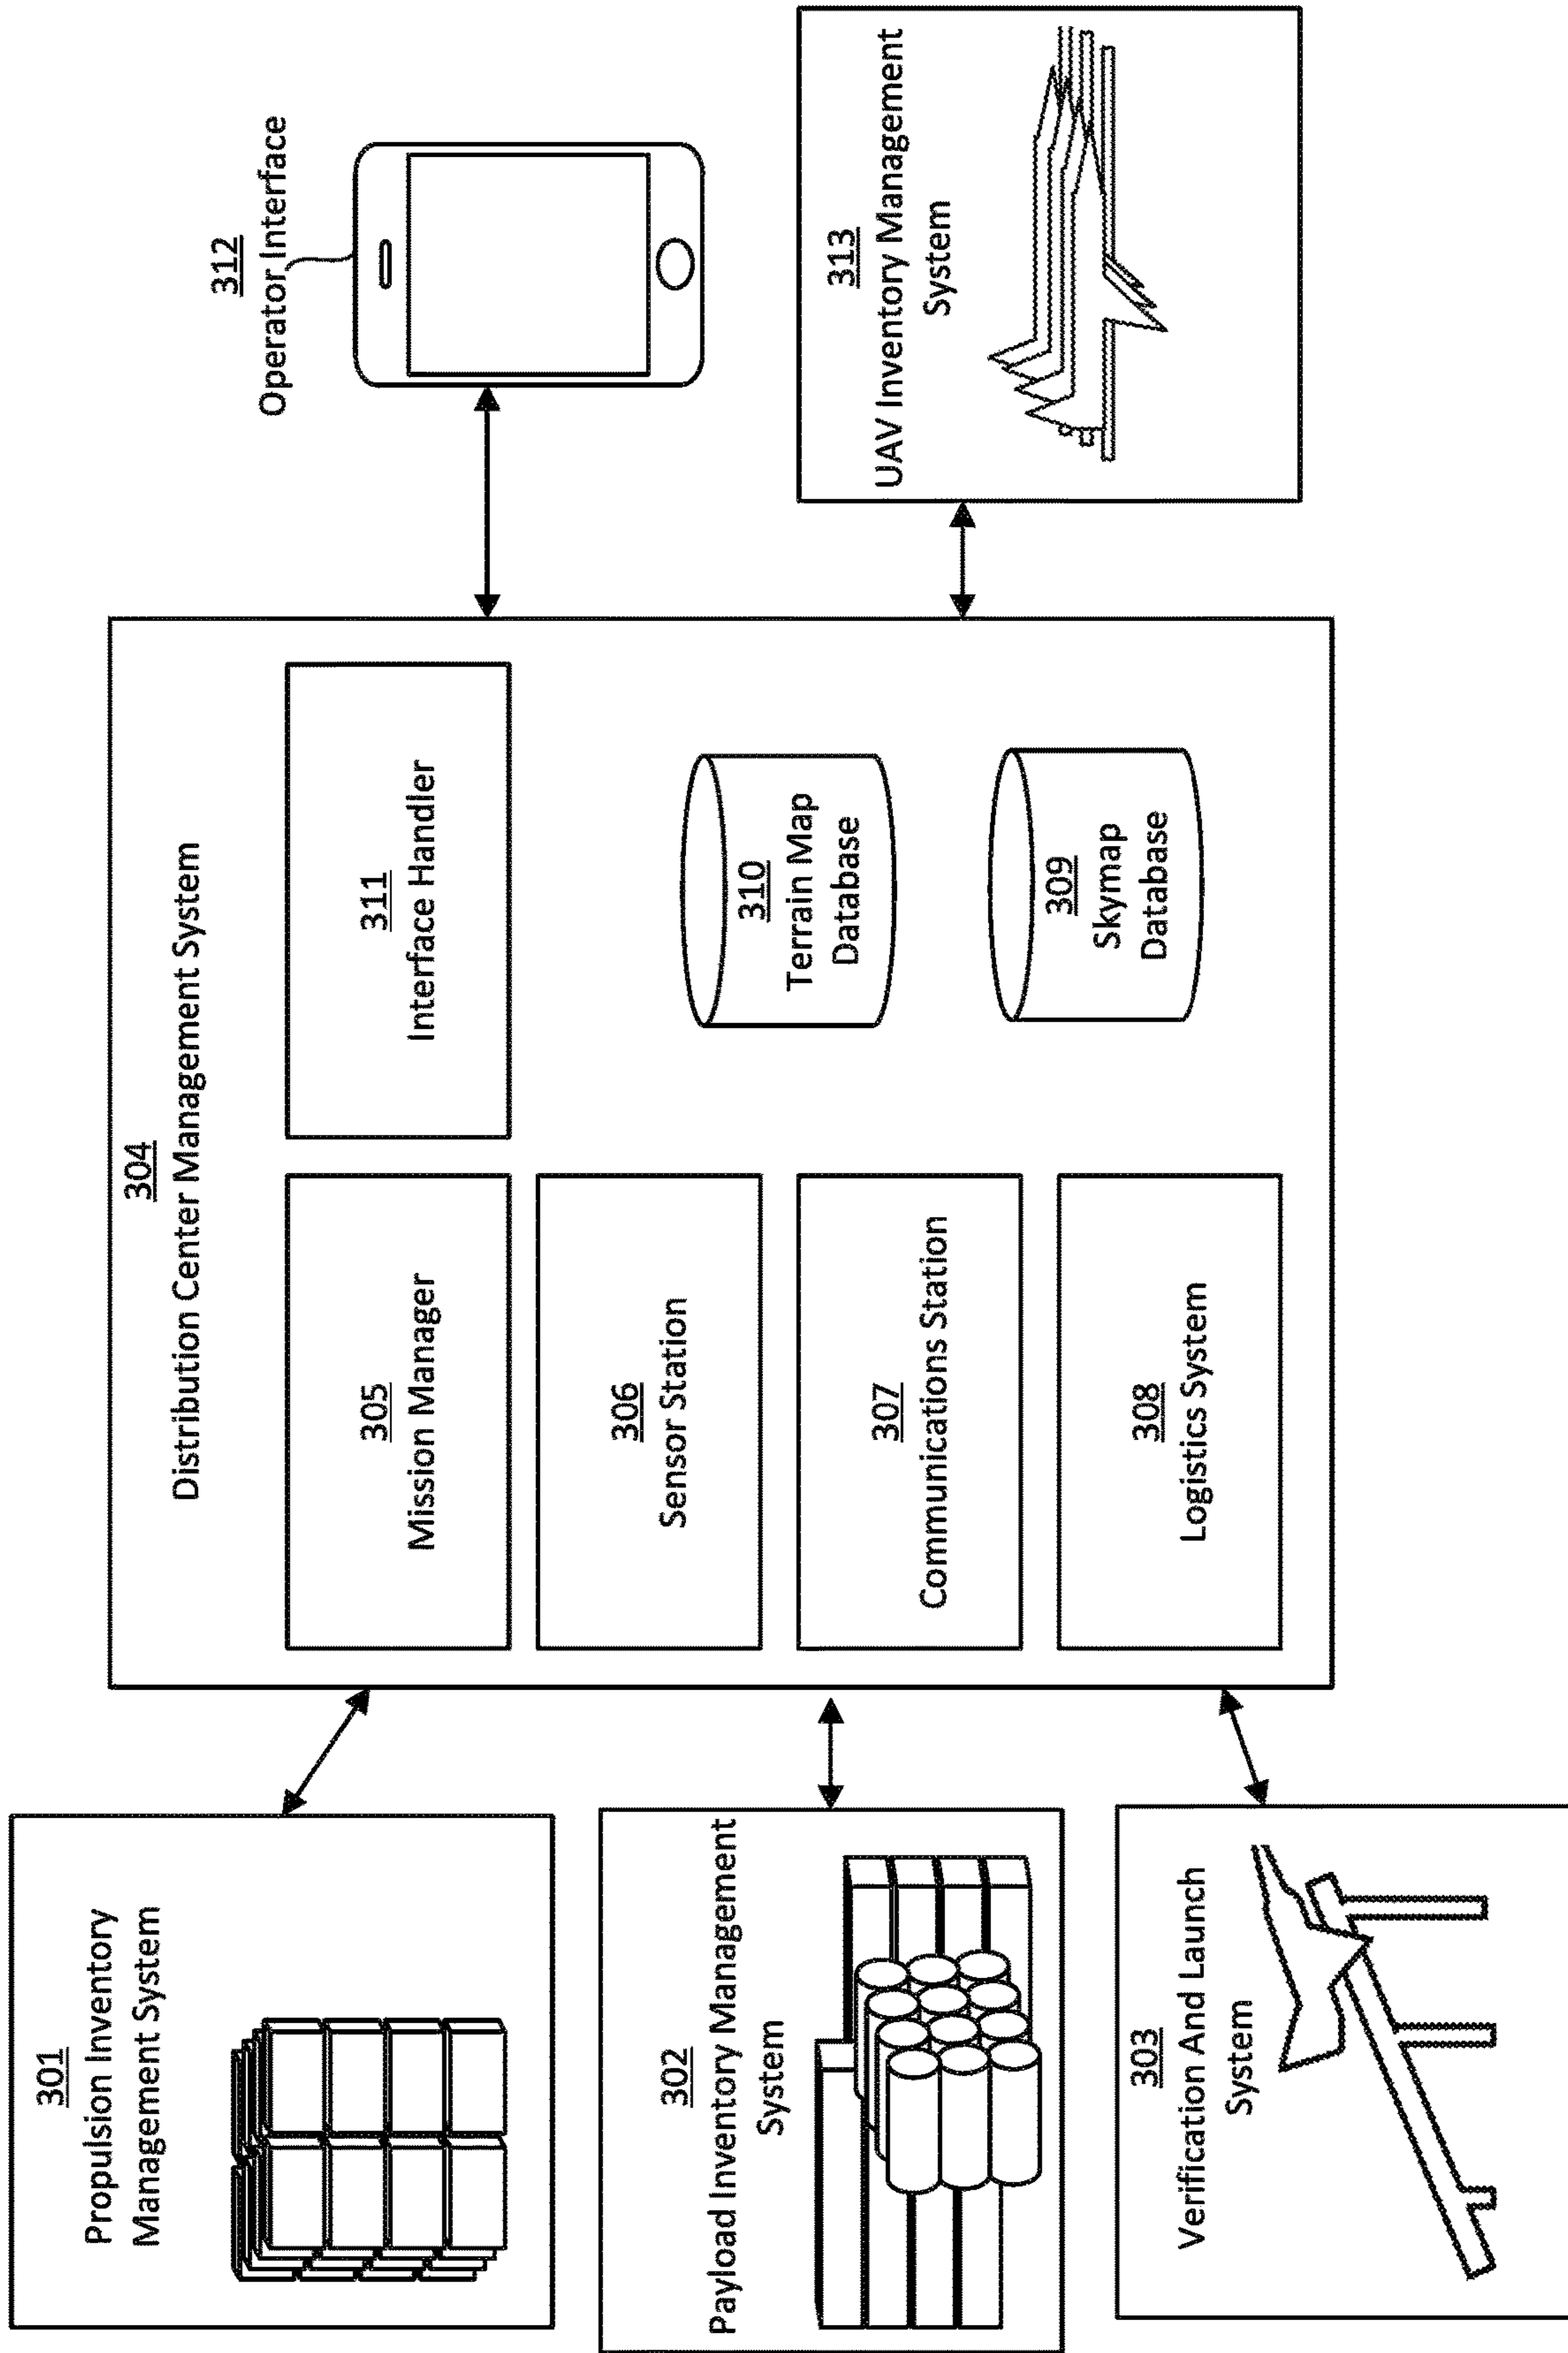 301
Propulsion Inventory
Management System
302
Payload Inventory Management
System
303
Verification And Launch
System
304
Distribution Center Management System
305
Mission Manager
306
Sensor Station
307
Communications Station
308
Logistics System
311
Interface Handler
310
Terrain Map
Database
309
Skymap
Database
312
Operator Interface
313
UAV Inventory Management
System